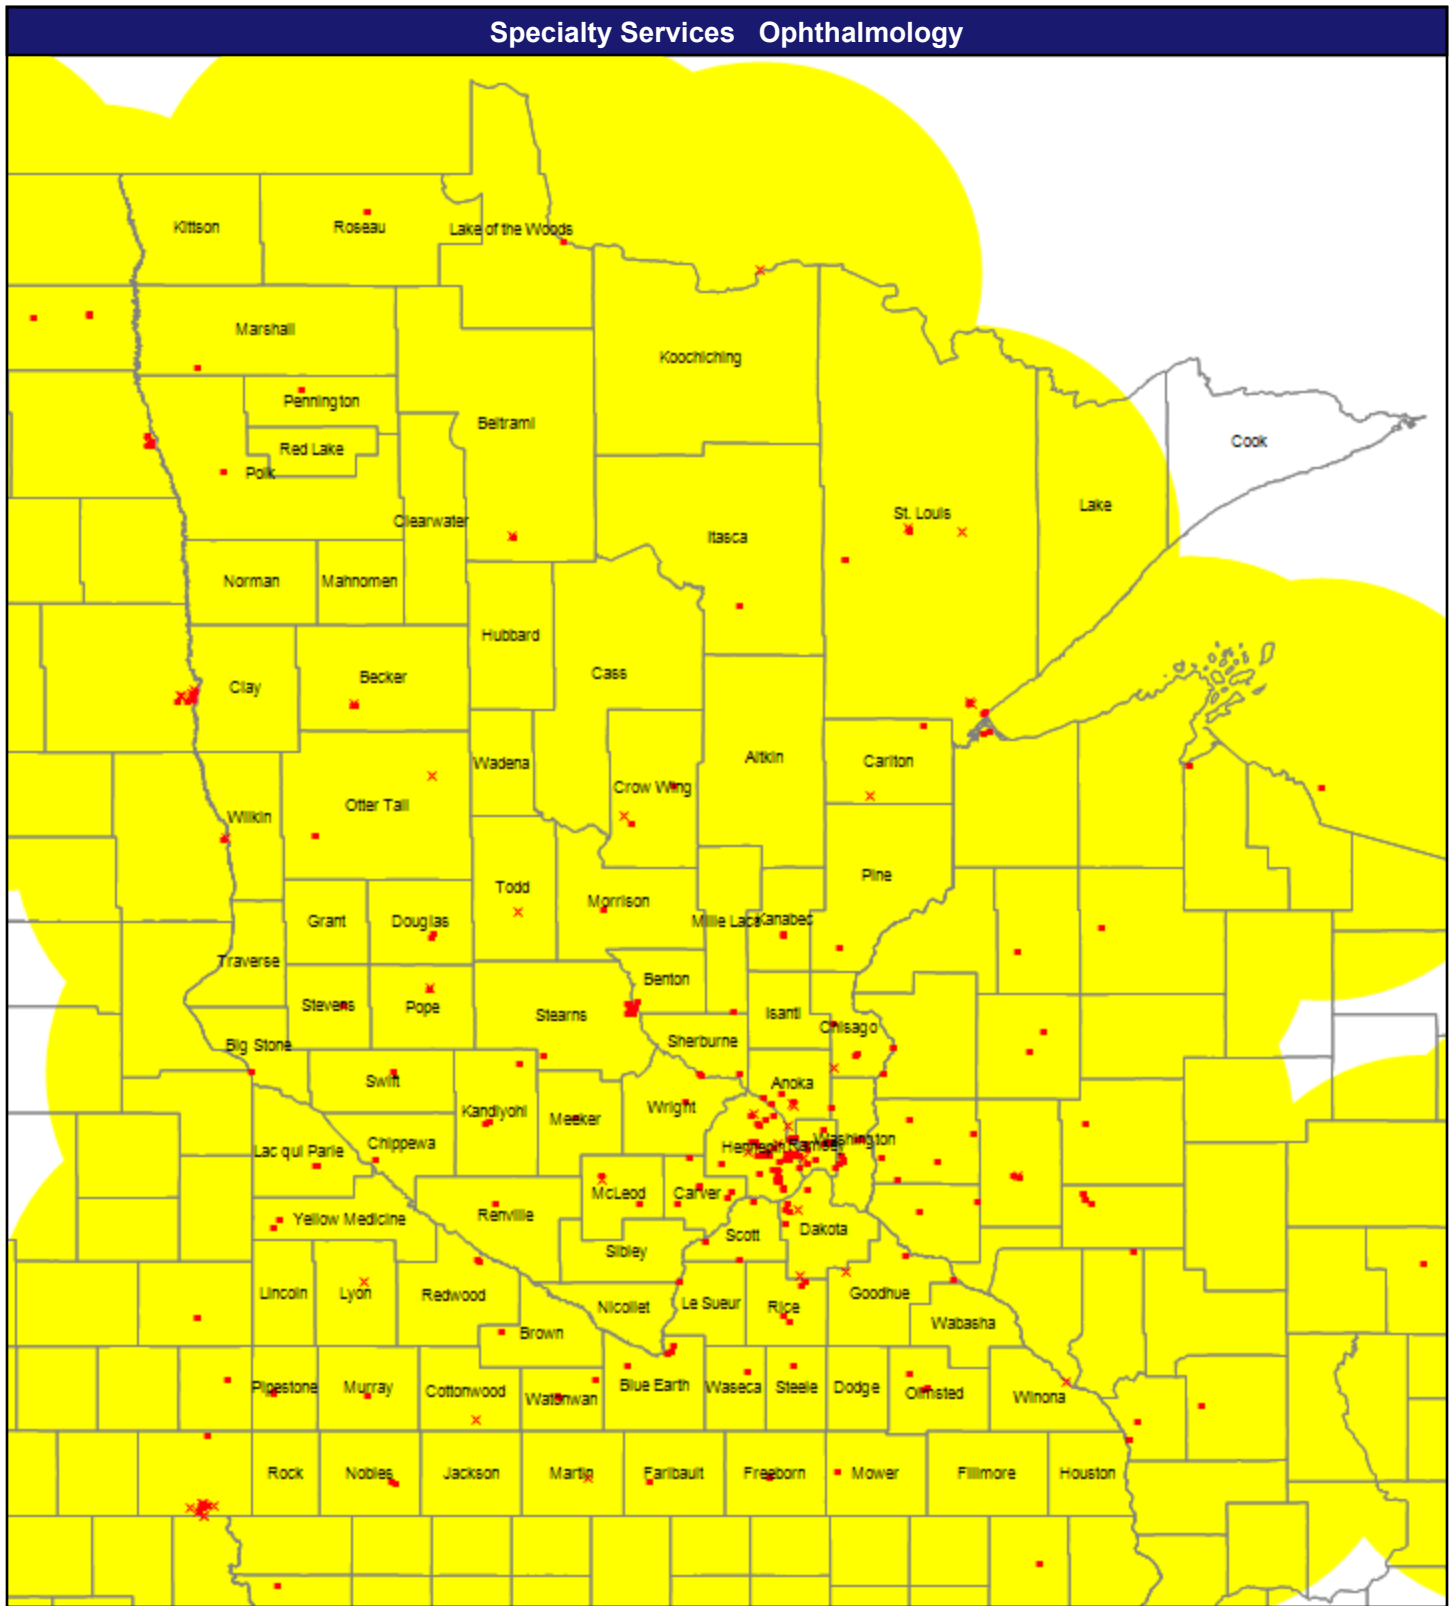 Specialty Services Ophthalmology
Kittson
Roseau
Lake of the Woods
Marshall
Koochiching
Pennington
Beltrami
Cook
Red Lake
Polk
Lake
St. Louis
Clearwater
Itasca
Norman
Mahnomen
Hubbard
Cass
Becker
Clay
Aitkin
Carlton
Wadena
Crow Wing
Otter Tail
Wilkin
Pine
Todd
Morrison
Grant
Douglas
Mille Lacs
Kanabec
Traverse
Benton
Stevens
Pope
Stearns
Isanti
Chisago
Sherburne
Big Stone
Swift
Anoka
Kandiyohi
Meeker
Wright
Chippewa
Hennepin
Ramsey
Washington
Lac qui Parle
McLeod
Carver
Yellow Medicine
Renville
Dakota
Scott
Sibley
Lincoln
Lyon
Redwood
Nicollet
Le Sueur
Rice
Goodhue
Wabasha
Brown
Pipestone
Murray
Cottonwood
Watonwan
Blue Earth
Waseca
Steele
Dodge
Olmsted
Winona
Rock
Nobles
Jackson
Martin
Faribault
Freeborn
Mower
Fillmore
Houston